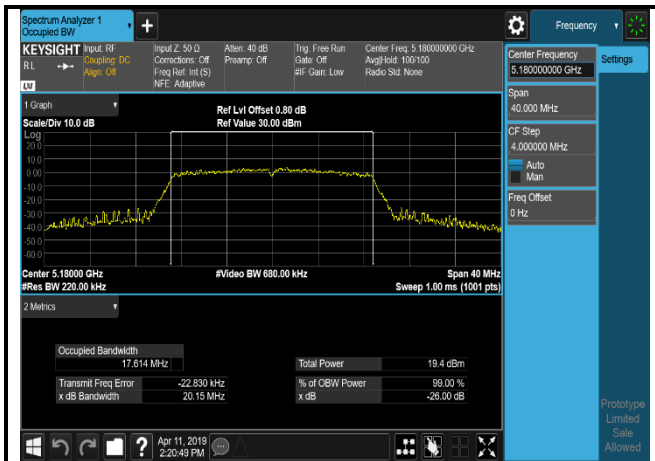 Spectrum Analyzer 1
Occupied BW
+
Frequency
KEYSIGHT Input: RF Input Z: 50 Ω Atten: 40 dB Trig: Free Run Center Freq: 5.180000000 GHz
RL Coupling: DC Corrections: Off Preamp: Off Gate: Off Avg|Hold: 100/100
Align: Off Freq Ref: Int (S) #IF Gain: Low Radio Std: None
LXI NFE: Adaptive
1 Graph
Scale/Div 10.0 dB
Ref Lvl Offset 0.80 dB
Ref Value 30.00 dBm
Log
20.0
10.0
0.00
-10.0
-20.0
-30.0
-40.0
-50.0
-60.0
Center 5.18000 GHz #Video BW 680.00 kHz Span 40 MHz
#Res BW 220.00 kHz Sweep 1.00 ms (1001 pts)
2 Metrics
Occupied Bandwidth
17.614 MHz
Total Power 19.4 dBm
Transmit Freq Error -22.830 kHz % of OBW Power 99.00 %
x dB Bandwidth 20.15 MHz x dB -26.00 dB
?
Apr 11, 2019
2:20:49 PM
Center Frequency
5.180000000 GHz
Settings
Span
40.000 MHz
CF Step
4.000000 MHz
Auto
Man
Freq Offset
0 Hz
Prototype
Limited
Sale
Allowed